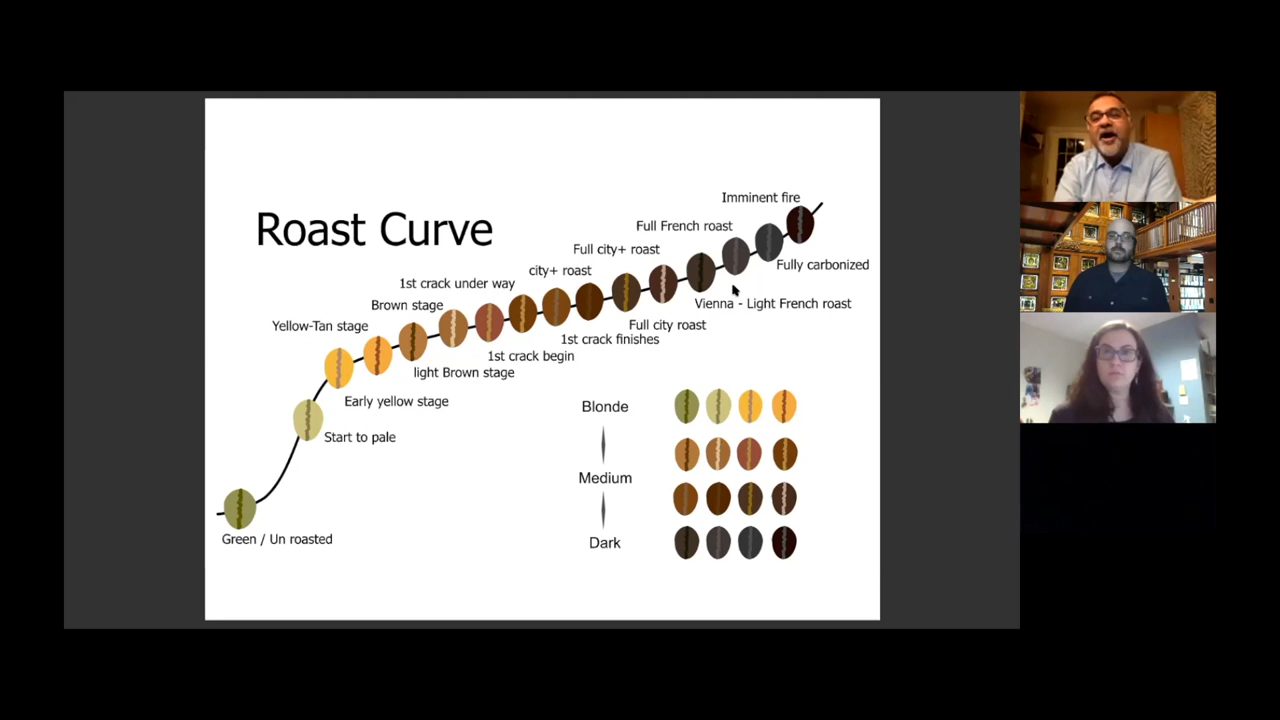 Roast Curve
Imminent fire
Full French roast
Full city+ roast
Fully carbonized
city+ roast
1st crack under way
Vienna - Light French roast
Brown stage
Full city roast
Yellow-Tan stage
1st crack finishes
1st crack begin
light Brown stage
Early yellow stage
Start to pale
Green / Un roasted
Blonde
Medium
Dark